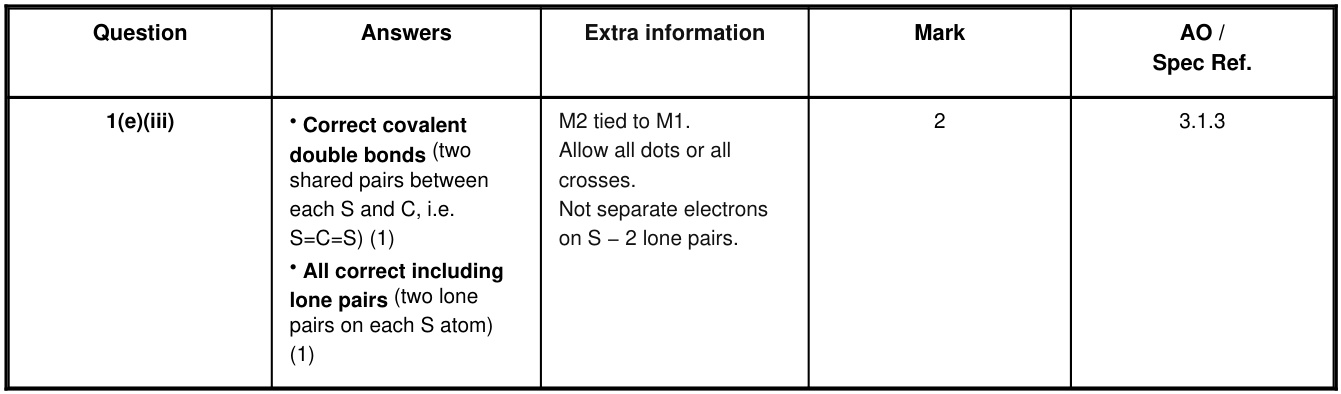 Question Answers Extra information Mark AO /
Spec Ref.
1(e)(iii)
• Correct covalent
double bonds (two
shared pairs between
each S and C, i.e.
S=C=S) (1)
• All correct including
lone pairs (two lone
pairs on each S atom)
(1)
M2 tied to M1.
Allow all dots or all
crosses.
Not separate electrons
on S – 2 lone pairs.
2
3.1.3